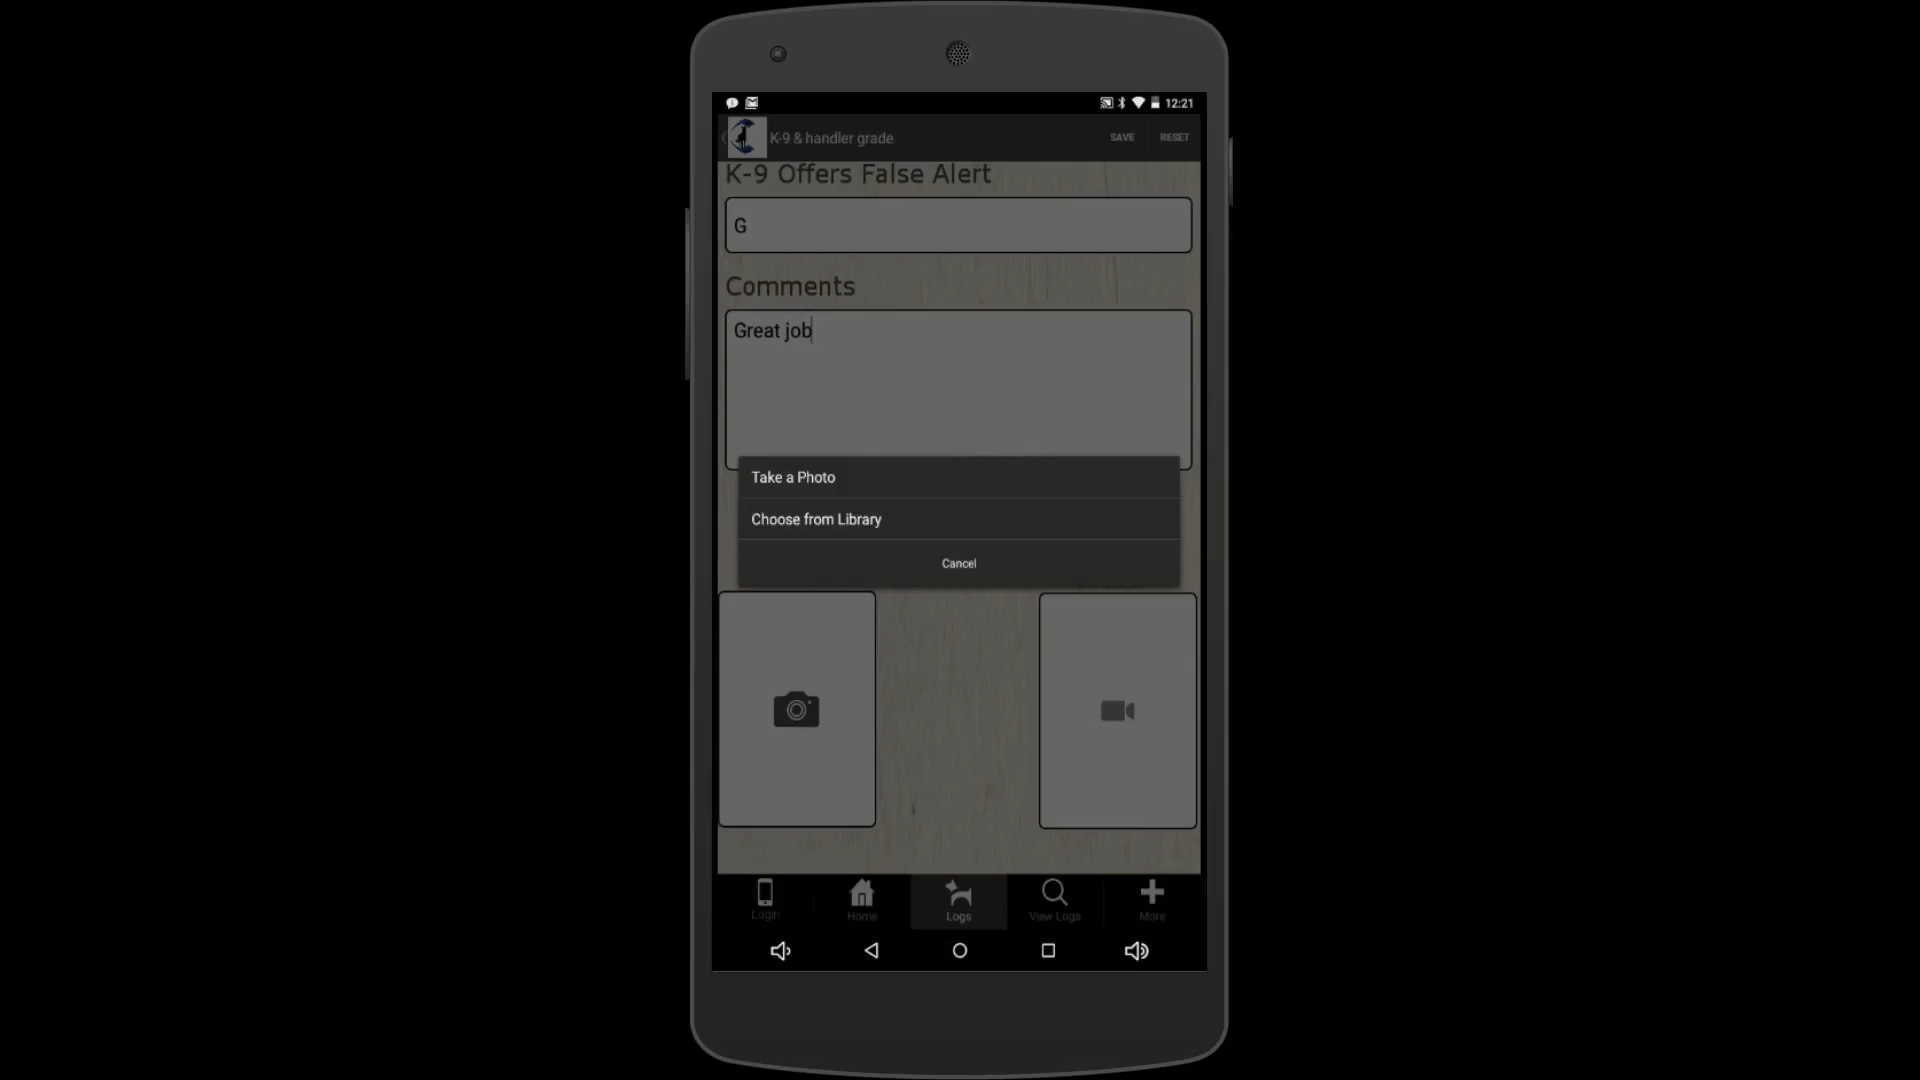 12:21
K-9 & handler grade SAVE RESET
K-9 Offers False Alert
G
Comments
Great job
Take a Photo
Choose from Library
Cancel
Login Home Logs View Logs More